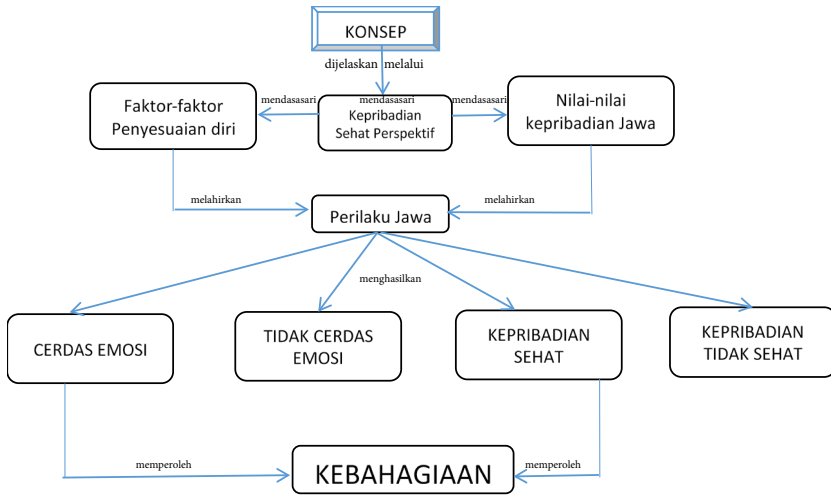 KONSEP
dijelaskan melalui
Faktor-faktor
Penyesuaian diri
mendasasari
mendasasari
Kepribadian
Sehat Perspektif
mendasasari
Nilai-nilai
kepribadian Jawa
melahirkan
Perilaku Jawa
melahirkan
menghasilkan
CERDAS EMOSI
TIDAK CERDAS
EMOSI
KEPRIBADIAN
SEHAT
KEPRIBADIAN
TIDAK SEHAT
memperoleh
KEBAHAGIAAN
memperoleh